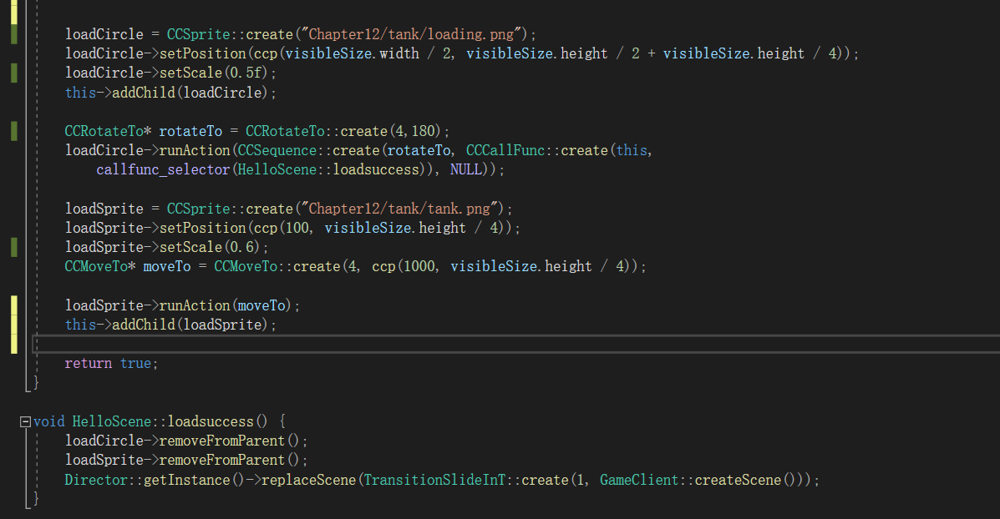 loadCircle = CCSprite::create("Chapter12/tank/loading.png");
loadCircle->setPosition(ccp(visibleSize.width / 2, visibleSize.height / 2 + visibleSize.height / 4));
loadCircle->setScale(0.5f);
this->addChild(loadCircle);
CCRotateTo* rotateTo = CCRotateTo::create(4,180);
loadCircle->runAction(CCSequence::create(rotateTo, CCCallFunc::create(this,
callfunc_selector(HelloScene::loadsuccess)), NULL));
loadSprite = CCSprite::create("Chapter12/tank/tank.png");
loadSprite->setPosition(ccp(100, visibleSize.height / 4));
loadSprite->setScale(0.6);
CCMoveTo* moveTo = CCMoveTo::create(4, ccp(1000, visibleSize.height / 4));
loadSprite->runAction(moveTo);
this->addChild(loadSprite);
return true;
}
void HelloScene::loadsuccess() {
loadCircle->removeFromParent();
loadSprite->removeFromParent();
Director::getInstance()->replaceScene(TransitionSlideInT::create(1, GameClient::createScene()));
}